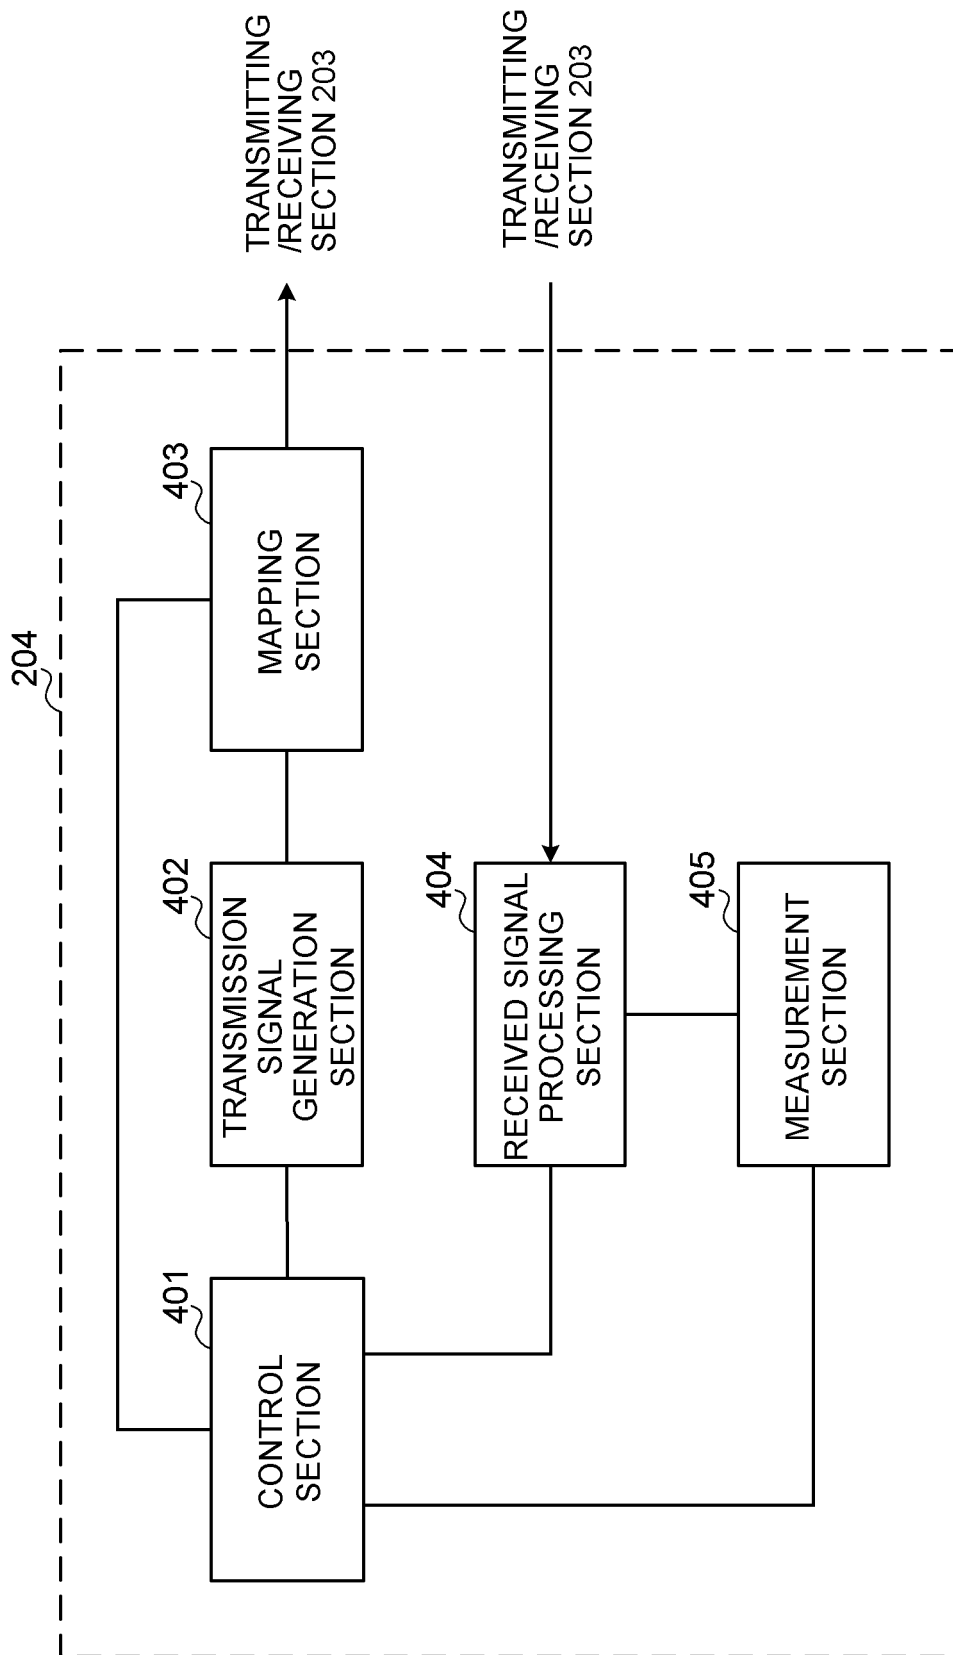 204
401
CONTROL
SECTION
402
TRANSMISSION
SIGNAL
GENERATION
SECTION
403
MAPPING
SECTION
TRANSMITTING
/RECEIVING
SECTION 203
404
RECEIVED SIGNAL
PROCESSING
SECTION
TRANSMITTING
/RECEIVING
SECTION 203
405
MEASUREMENT
SECTION